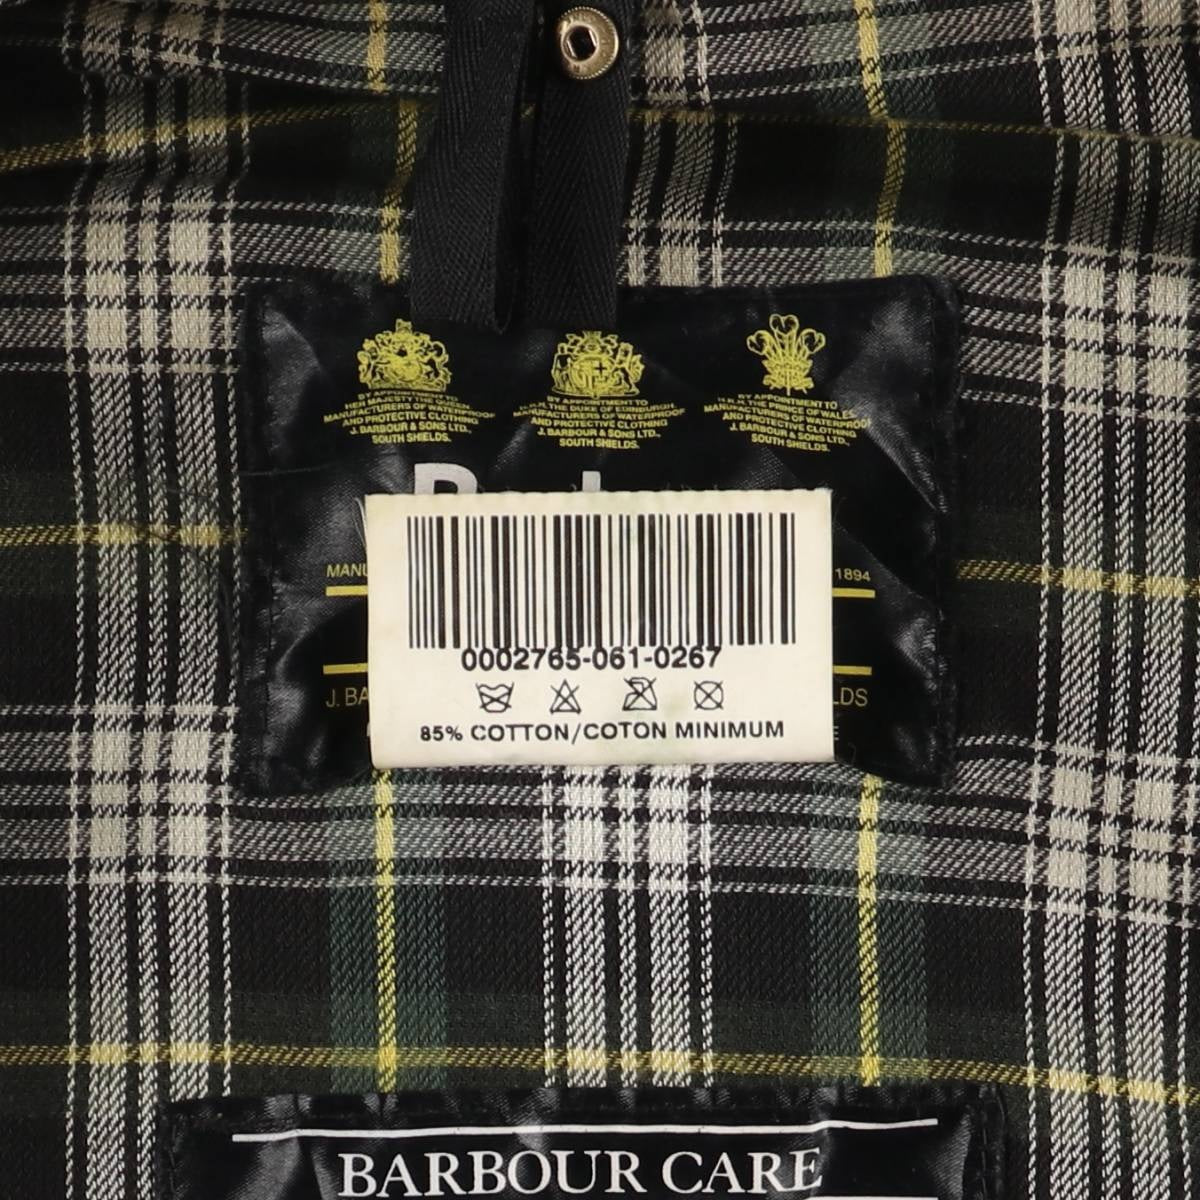 BY APPOINTMENT TO
HER MAJESTY THE
MANUFACTURERS OF WATERPROOF
AND PROTECTIVE CLOTHING
J. BARBOUR & SONS LTD.,
SOUTH SHIELDS.
BY APPOINTMENT TO
H.R.H. THE DUKE OF EDINBURGH
MANUFACTURERS OF WATERPROOF
AND PROTECTIVE CLOTHING
J. BARBOUR & SONS LTD.,
SOUTH SHIELDS.
BY APPOINTMENT TO
H.R.H. THE PRINCE OF WALES
MANUFACTURERS OF WATERPROOF
AND PROTECTIVE CLOTHING
J. BARBOUR & SONS LTD.,
SOUTH SHIELDS.
MANU
1894
0002765-061-0267
J. BA
LDS
85% COTTON/COTON MINIMUM
E
BARBOUR CARE